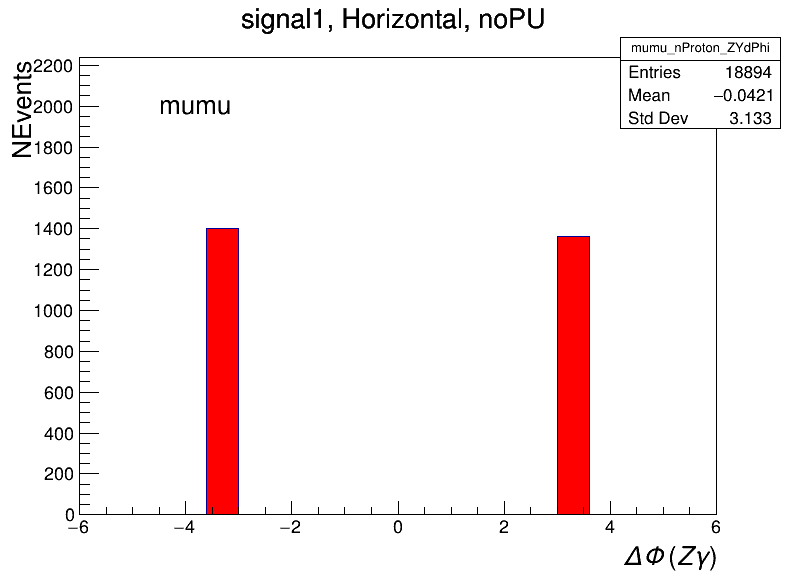 signal1, Horizontal, noPU
mumu_nProton_ZYdPhi
Entries 18894
Mean −0.0421
Std Dev 3.133
NEvents
mumu
2200
2000
1800
1600
1400
1200
1000
800
600
400
200
0
−6 −4 −2 0 2 4 6
ΔΦ(Zγ)